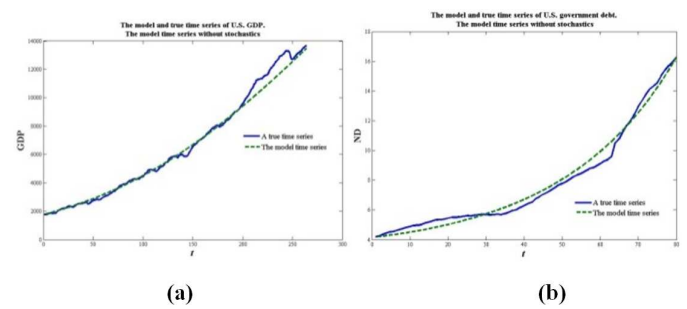 The model and true time series of U.S. GDP.
The model time series without stochastics
14000
12000
10000
8000
6000
4000
2000
0
GDP
A true time series
The model time series
0 50 100 150 200 250 300
t
(a)
The model and true time series of U.S. government debt.
The model time series without stochastics
18
16
14
12
10
8
6
4
ND
A true time series
The model time series
0 10 20 30 40 50 60 70 80
t
(b)